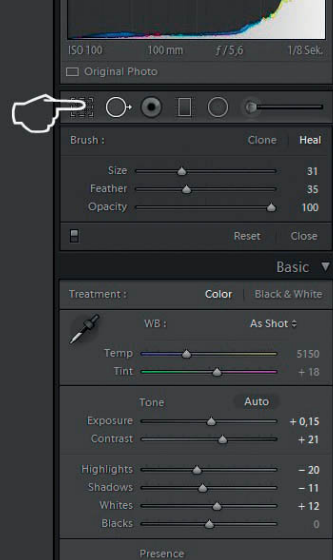 ISO 100 100 mm ƒ / 5,6 1/8 Sek.
Original Photo
Brush : Clone Heal
Size 31
Feather 35
Opacity 100
Reset Close
Basic
Treatment : Color Black & White
WB : As Shot
Temp 5150
Tint + 18
Tone Auto
Exposure + 0,15
Contrast + 21
Highlights − 20
Shadows − 11
Whites + 12
Blacks 0
Presence